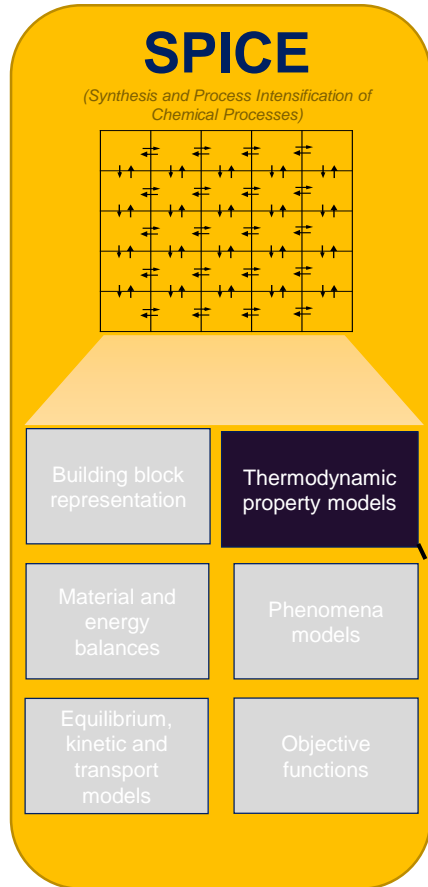 SPICE
(Synthesis and Process Intensification of
Chemical Processes)
Building block
representation
Thermodynamic
property models
Material and
energy
balances
Phenomena
models
Equilibrium,
kinetic and
transport
models
Objective
functions